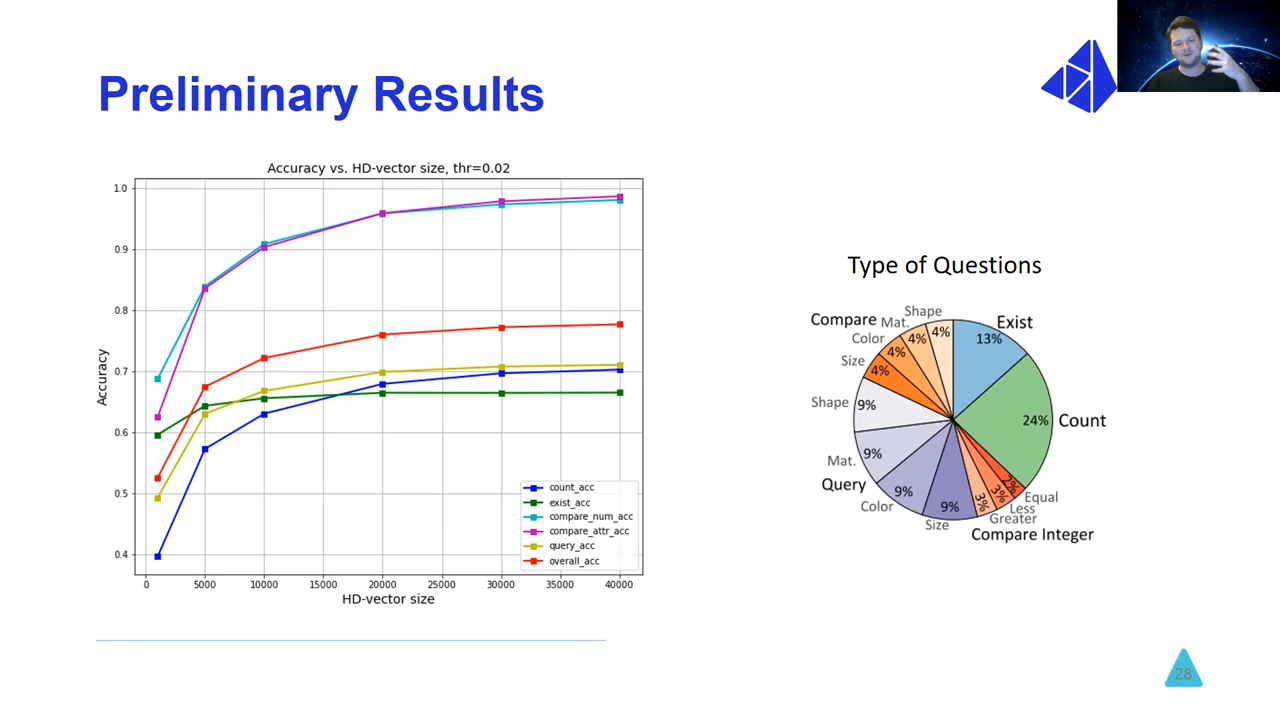 Preliminary Results
Accuracy vs. HD-vector size, thr=0.02
Accuracy
1.0
0.9
0.8
0.7
0.6
0.5
0.4
0 5000 10000 15000 20000 25000 30000 35000 40000
HD-vector size
count_acc
exist_acc
compare_num_acc
compare_attr_acc
query_acc
overall_acc
Type of Questions
Exist
13%
Count
24%
Equal
2%
Less
3%
Greater
3%
Compare Integer
Size
9%
Color
9%
Query
Mat.
9%
Shape
9%
Size
4%
Color
4%
Compare
Mat.
4%
Shape
4%
28